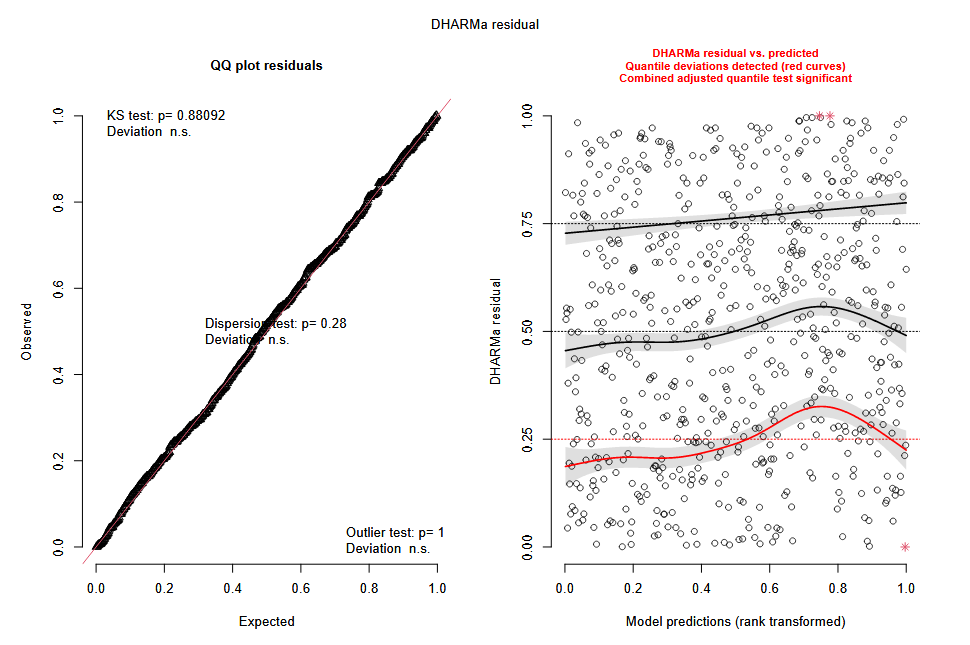 DHARMa residual
QQ plot residuals
KS test: p= 0.88092
Deviation n.s.
Dispersion test: p= 0.28
Deviation n.s.
Outlier test: p= 1
Deviation n.s.
Observed
0.0 0.2 0.4 0.6 0.8 1.0
0.0 0.2 0.4 0.6 0.8 1.0
Expected
DHARMa residual vs. predicted
Quantile deviations detected (red curves)
Combined adjusted quantile test significant
DHARMa residual
0.00 0.25 0.50 0.75 1.00
0.0 0.2 0.4 0.6 0.8 1.0
Model predictions (rank transformed)